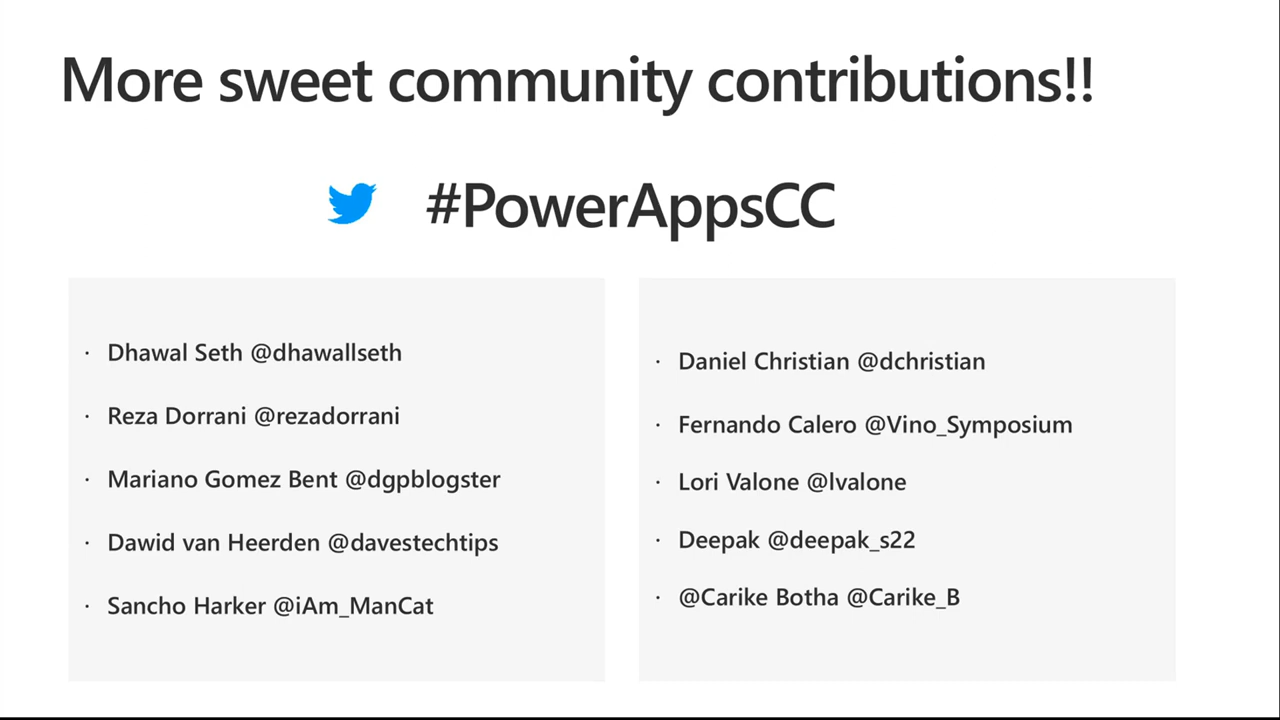 More sweet community contributions!!
#PowerAppsCC
· Dhawal Seth @dhawallseth
· Reza Dorrani @rezadorrani
· Mariano Gomez Bent @dgpblogster
· Dawid van Heerden @davestechtips
· Sancho Harker @iAm_ManCat
· Daniel Christian @dchristian
· Fernando Calero @Vino_Symposium
· Lori Valone @lvalone
· Deepak @deepak_s22
· @Carike Botha @Carike_B